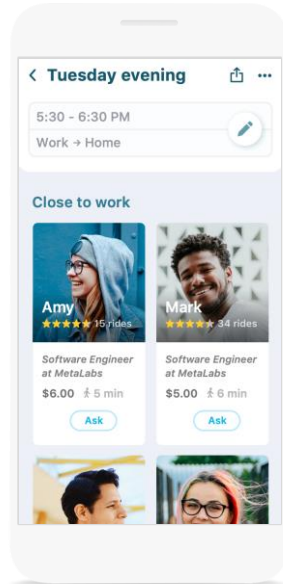 Tuesday evening
5:30 - 6:30 PM
Work → Home
Close to work
Amy
15 rides
Mark
34 rides
Software Engineer
at MetaLabs
Software Engineer
at MetaLabs
$6.00 5 min
$5.00 6 min
Ask
Ask